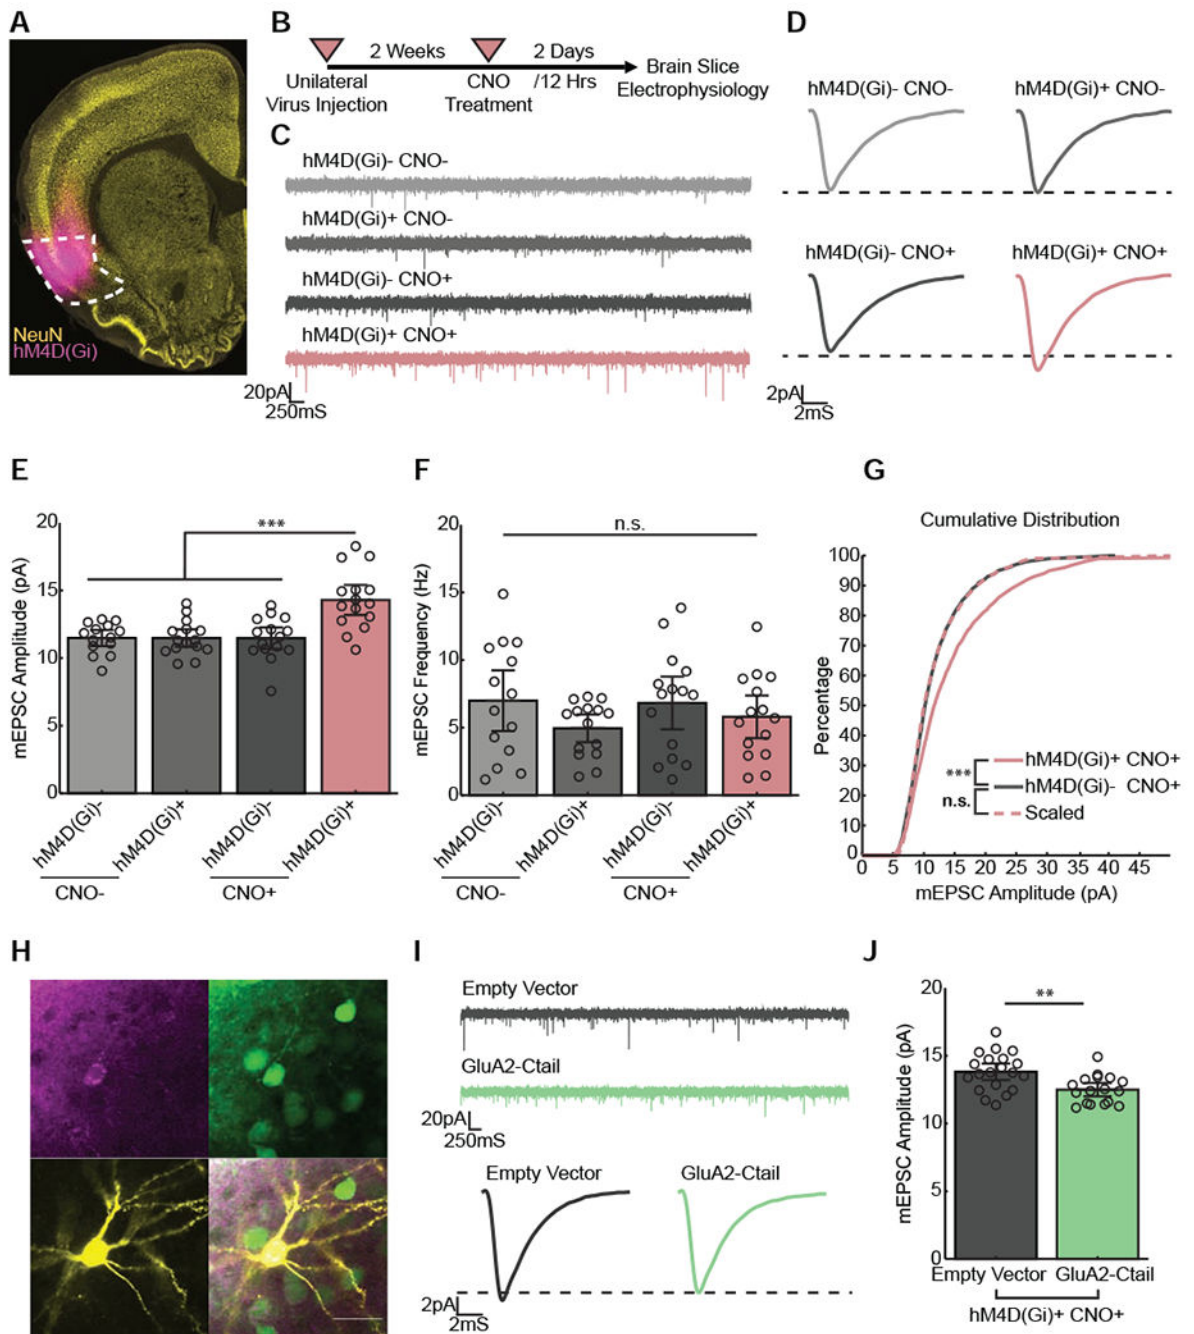 A
NeuN
hM4D(Gi)
B
2 Weeks
2 Days
Unilateral
Virus Injection
CNO
Treatment
/12 Hrs
Brain Slice
Electrophysiology
C
hM4D(Gi)- CNO-
hM4D(Gi)+ CNO-
hM4D(Gi)- CNO+
hM4D(Gi)+ CNO+
20pA
250mS
D
hM4D(Gi)- CNO-
hM4D(Gi)+ CNO-
hM4D(Gi)- CNO+
hM4D(Gi)+ CNO+
2pA
2mS
E
mEPSC Amplitude (pA)
20
15
10
5
0
***
hM4D(Gi)-
hM4D(Gi)+
hM4D(Gi)-
hM4D(Gi)+
CNO-
CNO+
F
mEPSC Frequency (Hz)
20
15
10
5
0
n.s.
hM4D(Gi)-
hM4D(Gi)+
hM4D(Gi)-
hM4D(Gi)+
CNO-
CNO+
G
Cumulative Distribution
Percentage
100
90
80
70
60
50
40
30
20
10
0
*** hM4D(Gi)+ CNO+
hM4D(Gi)- CNO+
n.s. Scaled
0 5 10 15 20 25 30 35 40 45
mEPSC Amplitude (pA)
H
I
Empty Vector
GluA2-Ctail
20pA
250mS
Empty Vector
GluA2-Ctail
2pA
2mS
J
mEPSC Amplitude (pA)
20
15
10
5
0
**
Empty Vector GluA2-Ctail
hM4D(Gi)+ CNO+